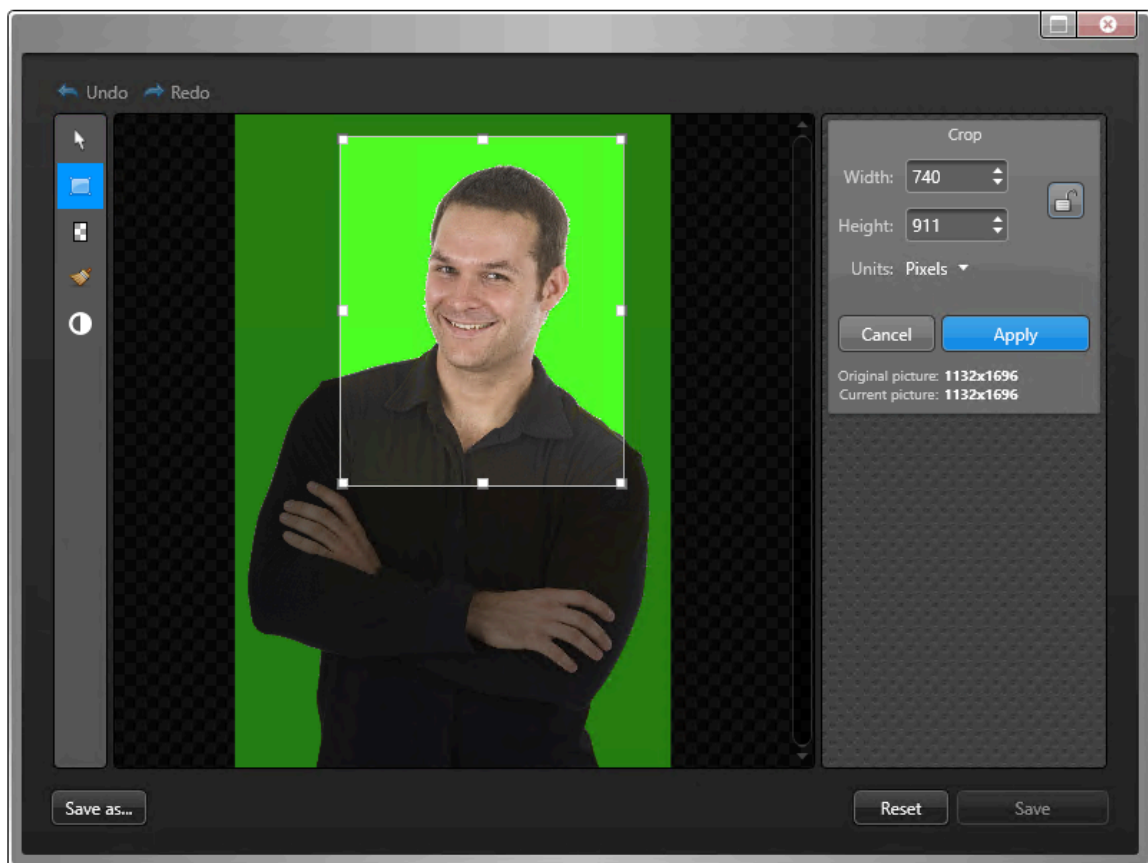 Undo Redo
Crop
Width: 740
Height: 911
Units: Pixels
Cancel Apply
Original picture: 1132x1696
Current picture: 1132x1696
Save as... Reset Save